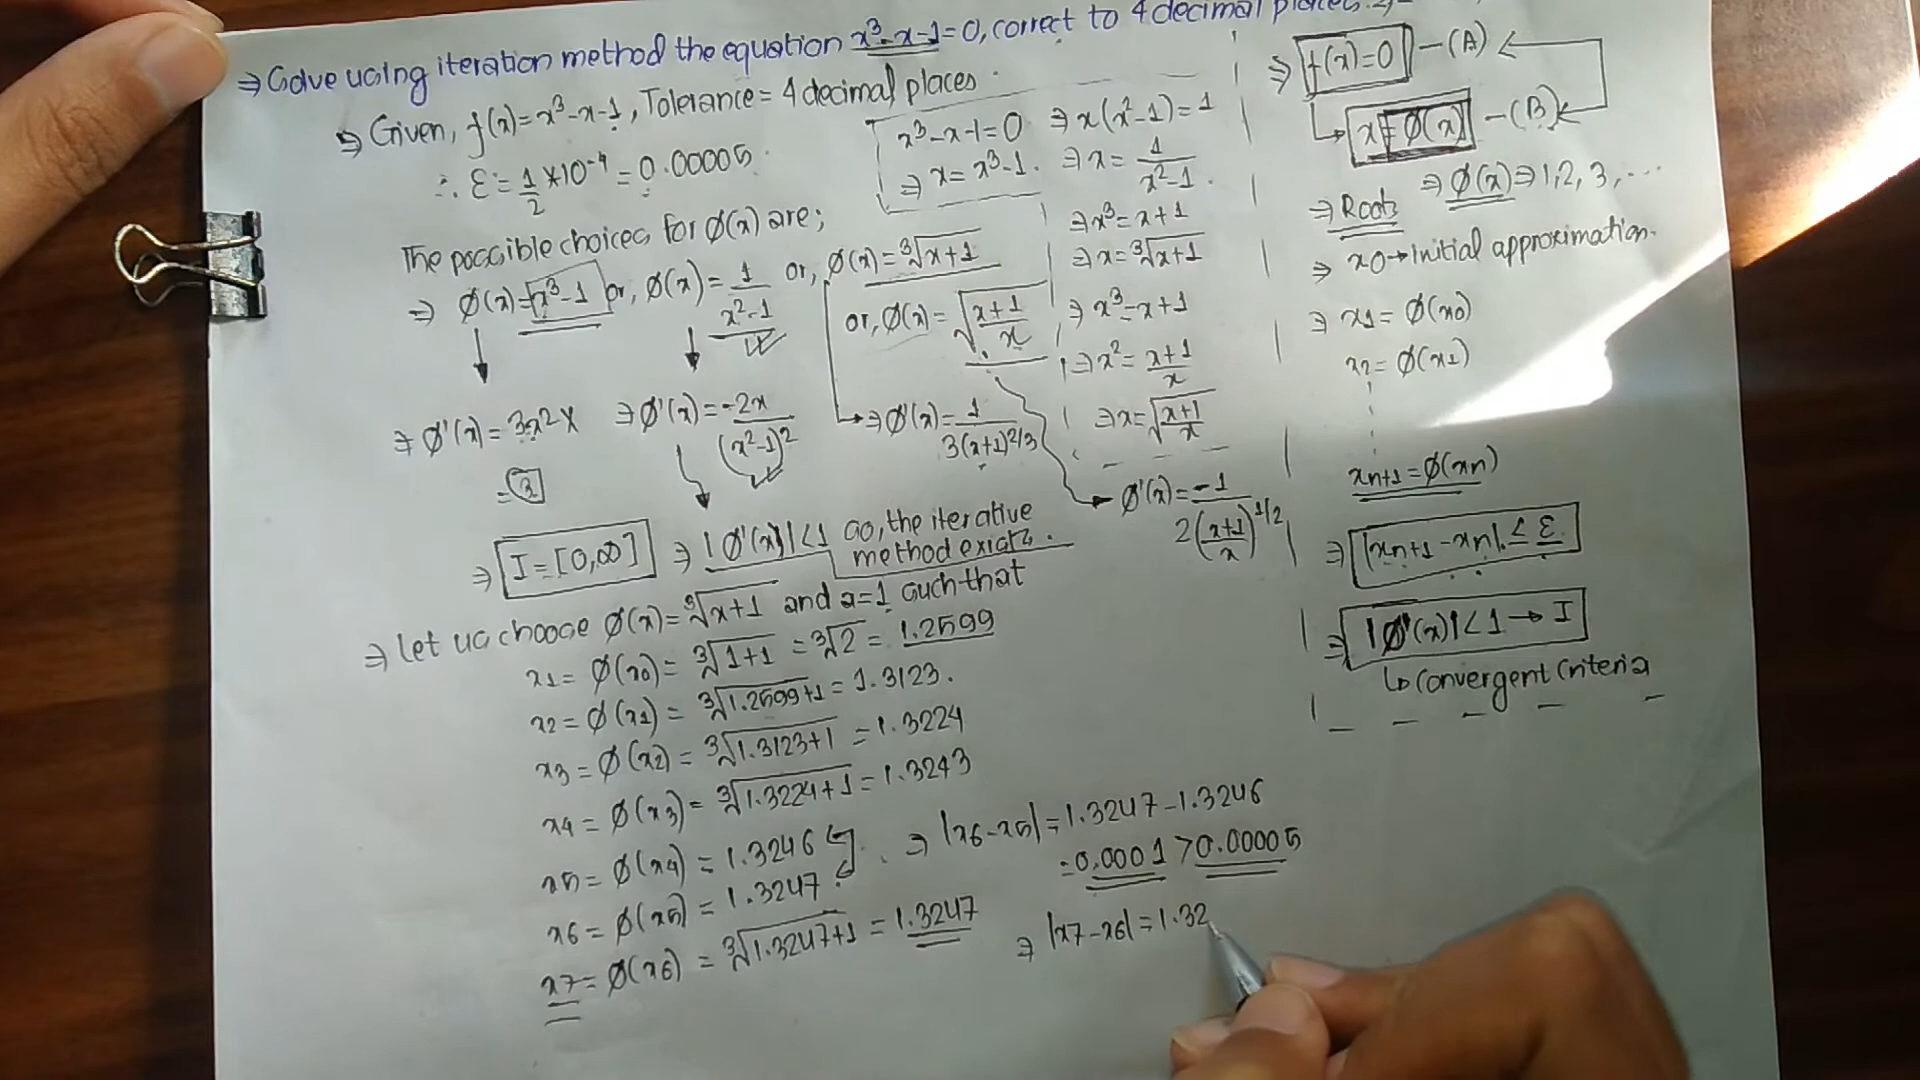 ⇒ Solve using iteration method the equation x³-x-1=0, correct to 4 decimal places.
⇒ Given, f(x)=x³-x-1, Tolerance = 4 decimal places.
∴ Ɛ = 1/2 × 10⁻⁴ = 0.00005
The possible choices for ø(x) are;
⇒ ø(x)=x³-1 or, ø(x)= 1/x²-1 or, ø(x)=∛x+1
or, ø(x)= √x+1/x
⇒ ø'(x) = 3x2 X ⇒ ø'(x)= -2x/(x²-1)² ⇒ ø'(x)= 1/3(x+1)2/3
⇒ ø'(x)= -1/2(x+1/x)1/2
⇒ I=[0,∞] ⇒ |ø'(x)|<1 so, the iterative
method exists.
⇒ Let us choose ø(x)=∛x+1 and a=1 such that
x1= ø(x0)= ∛1+1 = ∛2 = 1.2599
x2= ø(x1)= ∛1.2599+1 = 1.3123.
x3= ø(x2)= ∛1.3123+1 = 1.3224
x4= ø(x3)= ∛1.3224+1 = 1.3243
x5= ø(x4) = 1.3246
x6= ø(x5) = 1.3247
x7= ø(x6) = ∛1.3247+1 = 1.3247
⇒ |x6-x5| = 1.3247-1.3246
=0.0001 > 0.00005
⇒ |x7-x6| = 1.32
x³-x-1=0
⇒ x= x³-1.
⇒ x(x²-1)=1
⇒ x= 1/x²-1.
⇒ x³= x+1
⇒ x= ∛x+1
⇒ x³=x+1
⇒ x²= x+1/x
⇒ x=√x+1/x
⇒ f(x)=0 -(A)
x=ø(x) -(B)
⇒ ø(x) ⇒ 1,2,3,...
⇒ Roots
⇒ x0→Initial approximation.
⇒ x1= ø(x0)
x2= ø(x1)
xn+1=ø(xn)
⇒ |xn+1-xn|.≤ Ɛ
⇒ |ø'(x)|<1→I
↳ Convergent Criteria